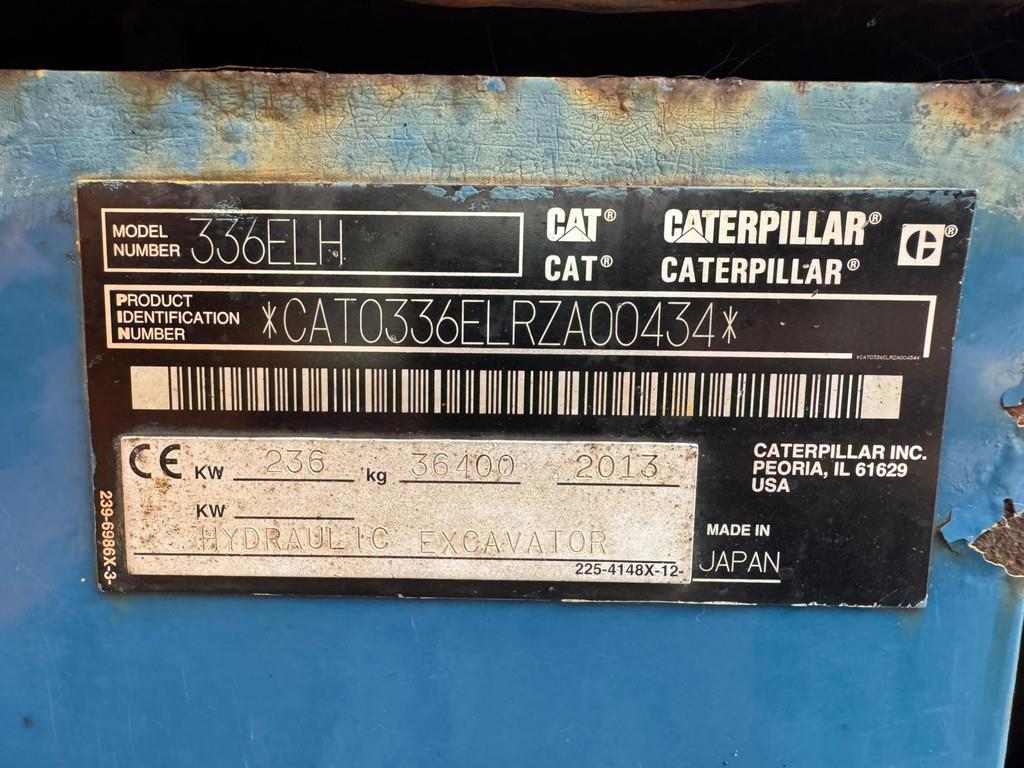 MODEL NUMBER 336ELH
CAT® CATERPILLAR® ®
CAT® CATERPILLAR®
PRODUCT
IDENTIFICATION
NUMBER
*CAT0336ELRZA00434*
*CAT0336ELRZA00434*
CE KW 236 kg 36400 2013
KW
HYDRAULIC EXCAVATOR
225-4148X-12-
239-6986X-3-
CATERPILLAR INC.
PEORIA, IL 61629
USA
MADE IN
JAPAN